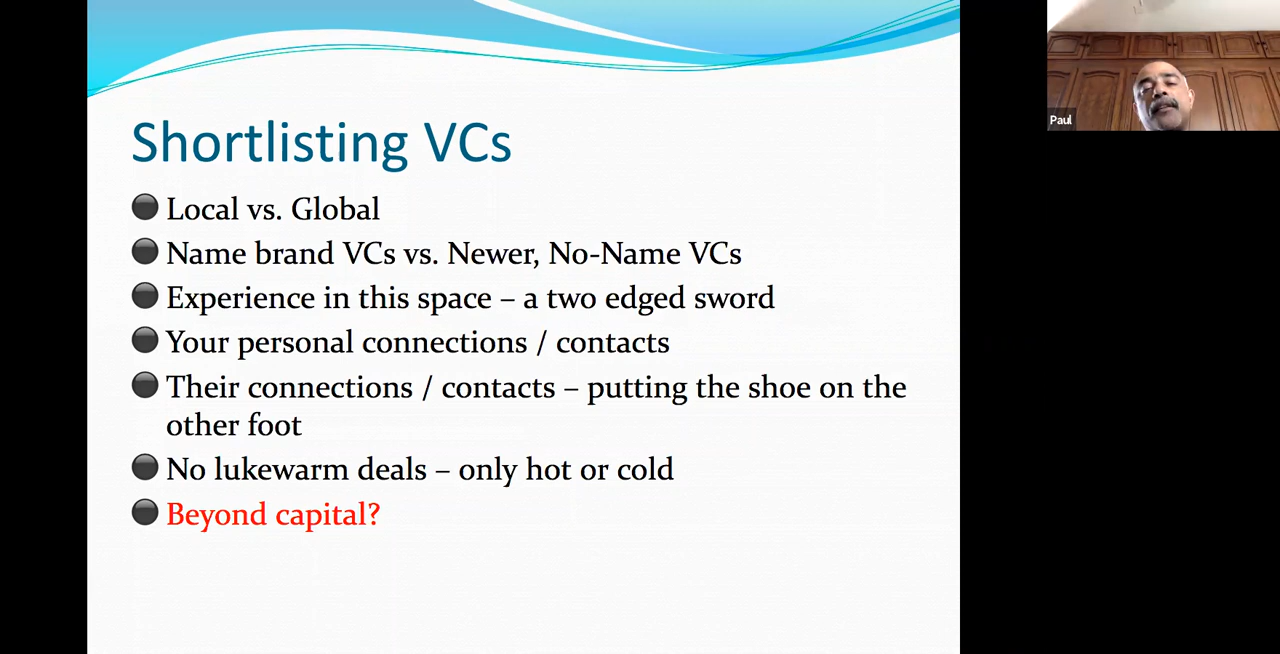 Shortlisting VCs
Local vs. Global
Name brand VCs vs. Newer, No-Name VCs
Experience in this space – a two edged sword
Your personal connections / contacts
Their connections / contacts – putting the shoe on the
other foot
No lukewarm deals – only hot or cold
Beyond capital?
Paul